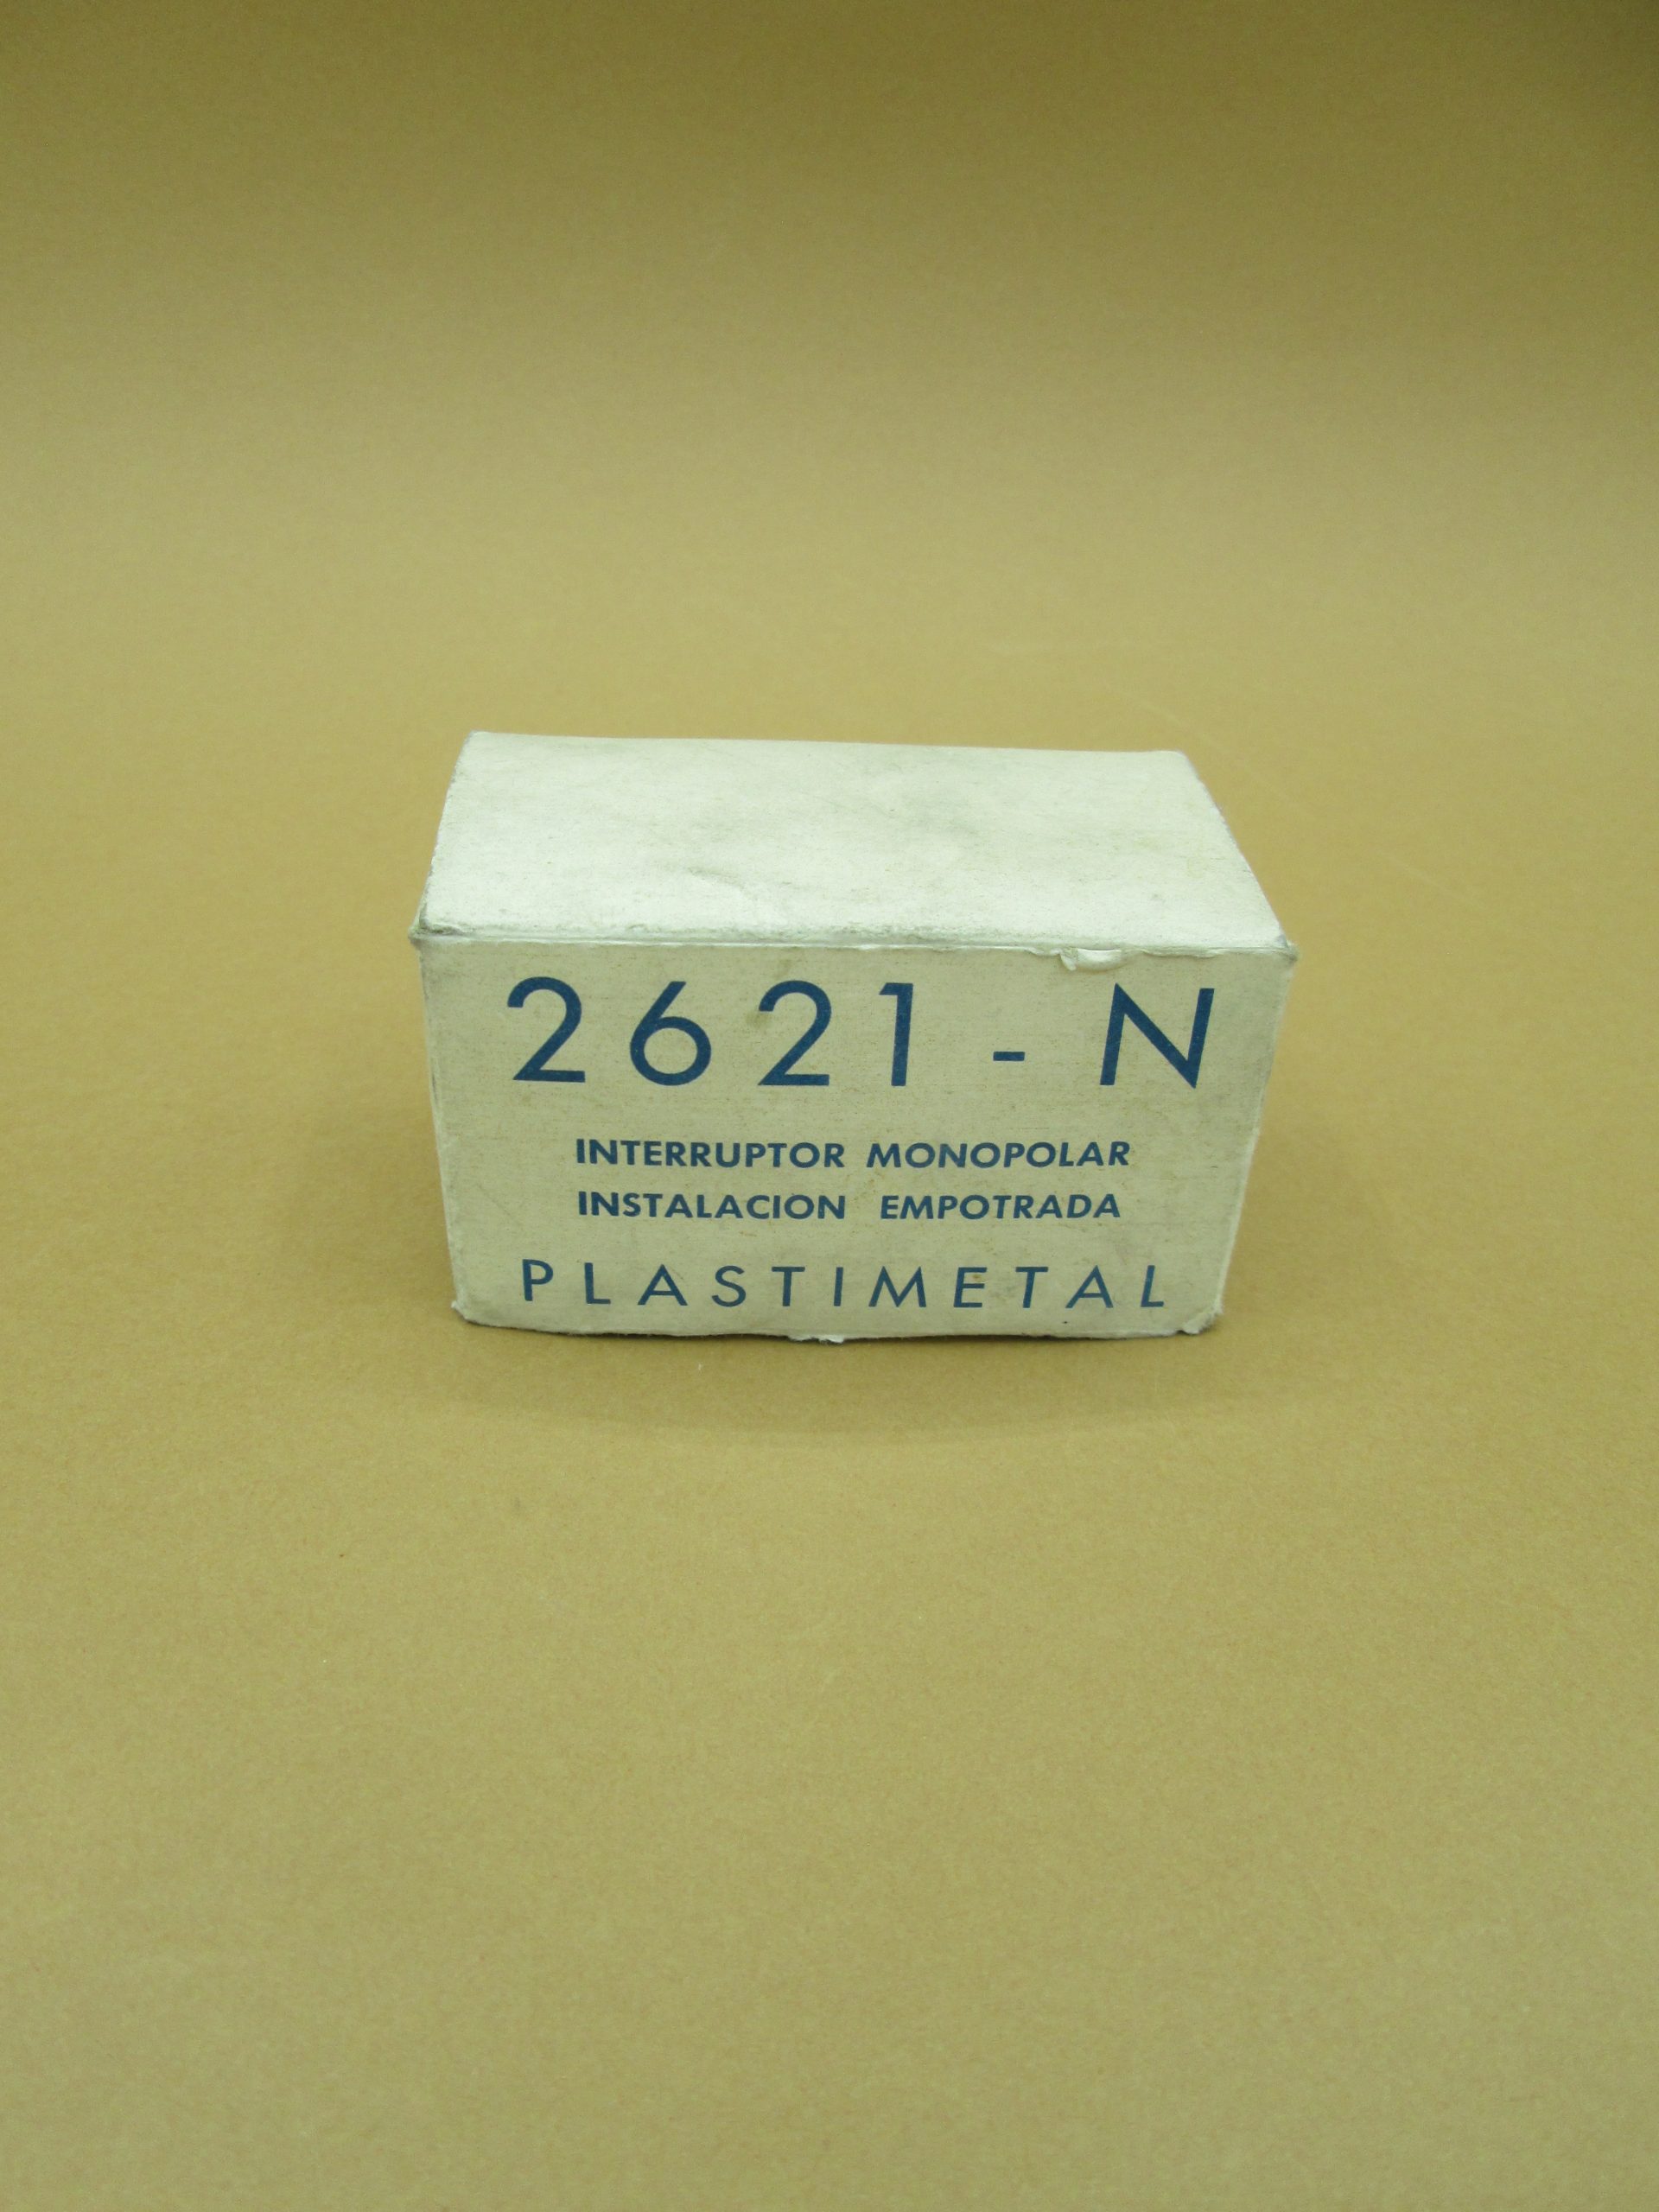 2621 - N
INTERRUPTOR MONOPOLAR
INSTALACION EMPOTRADA
PLASTIMETAL